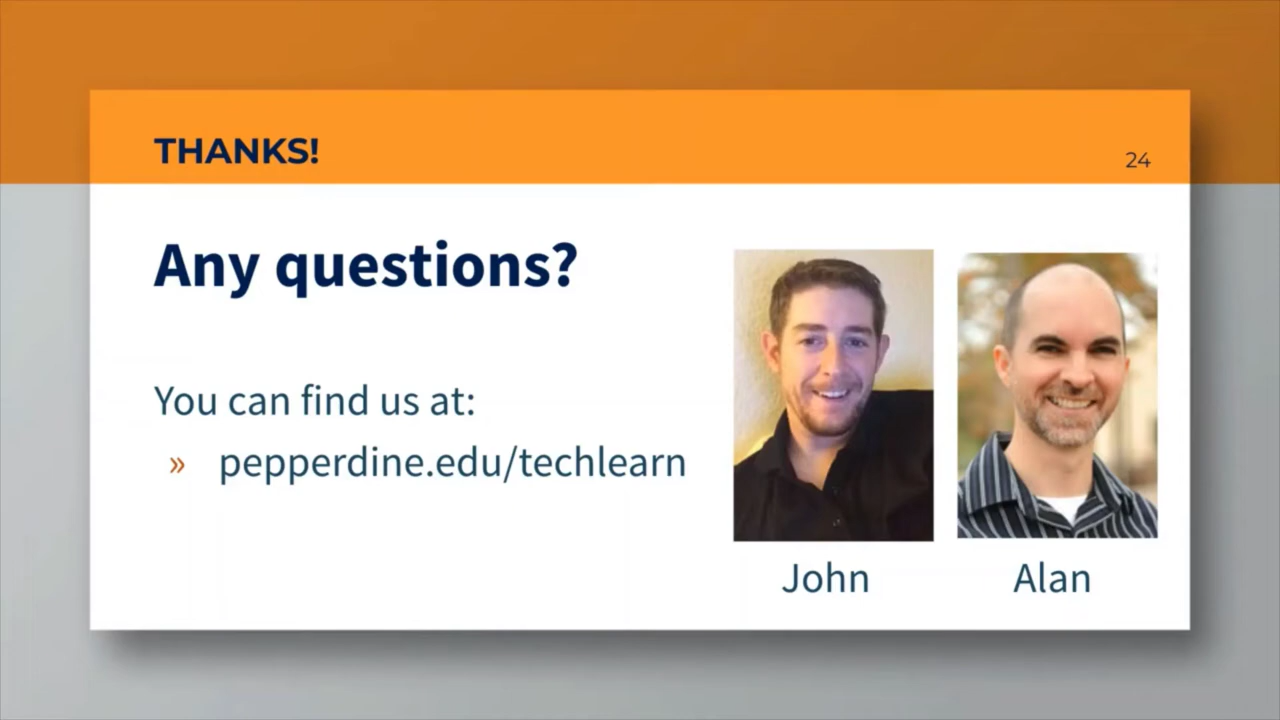 THANKS!
24
Any questions?
You can find us at:
» pepperdine.edu/techlearn
John
Alan